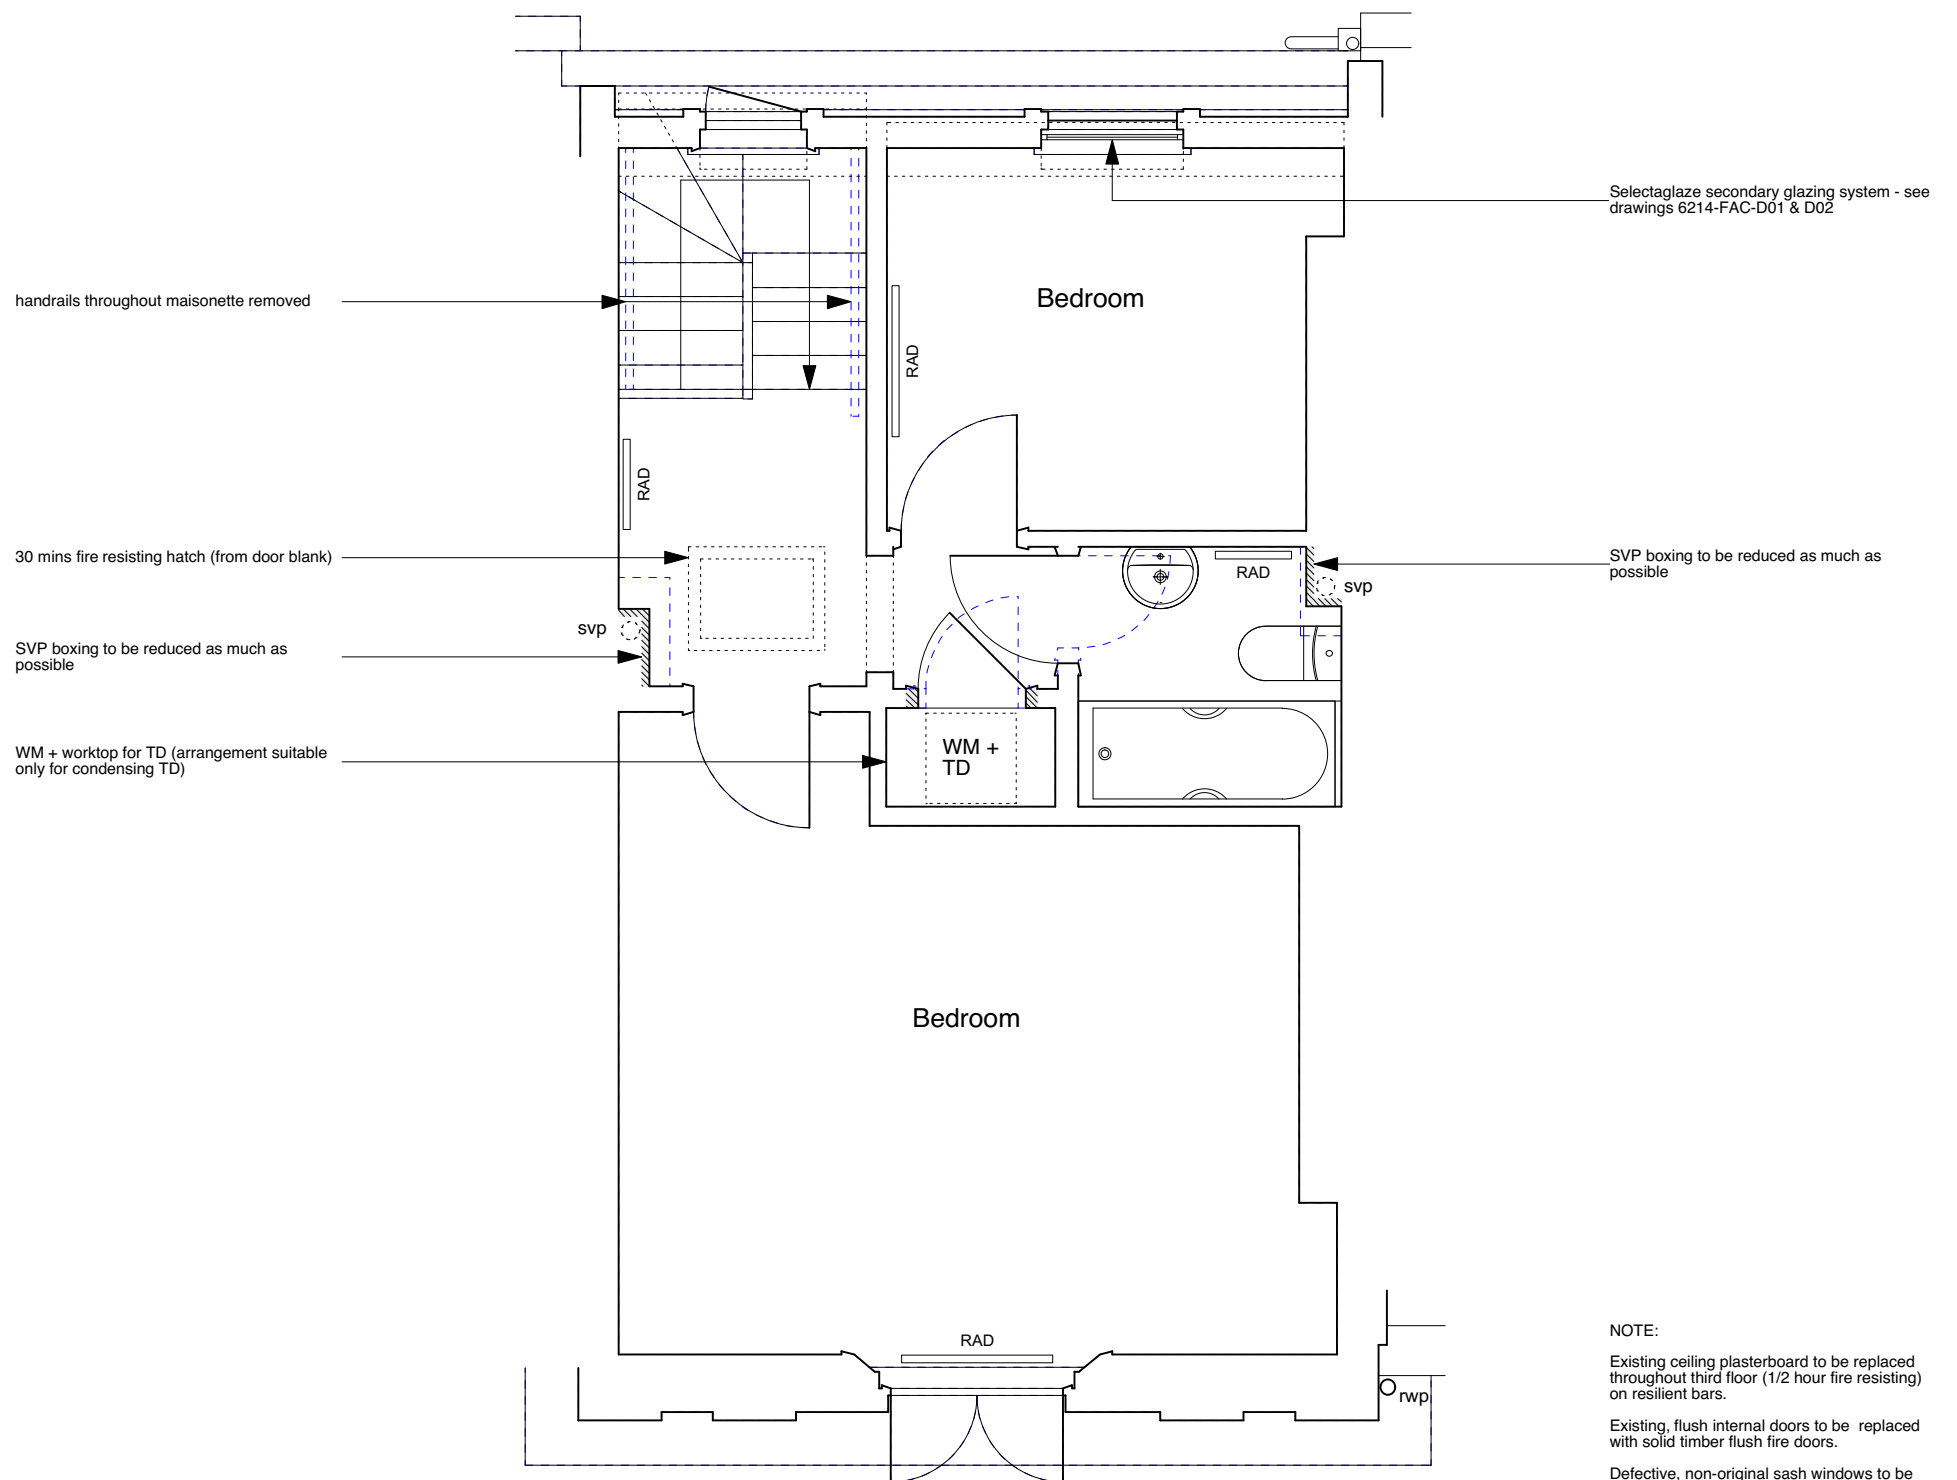 Selectaglaze secondary glazing system - see
drawings 6214-FAC-D01 & D02
handrails throughout maisonette removed
Bedroom
RAD
RAD
30 mins fire resisting hatch (from door blank)
SVP boxing to be reduced as much as
possible
RAD
svp
svp
SVP boxing to be reduced as much as
possible
WM + worktop for TD (arrangement suitable
only for condensing TD)
WM +
TD
Bedroom
RAD
rwp
NOTE:
Existing ceiling plasterboard to be replaced
throughout third floor (1/2 hour fire resisting)
on resilient bars.
Existing, flush internal doors to be  replaced
with solid timber flush fire doors.
Defective, non-original sash windows to be